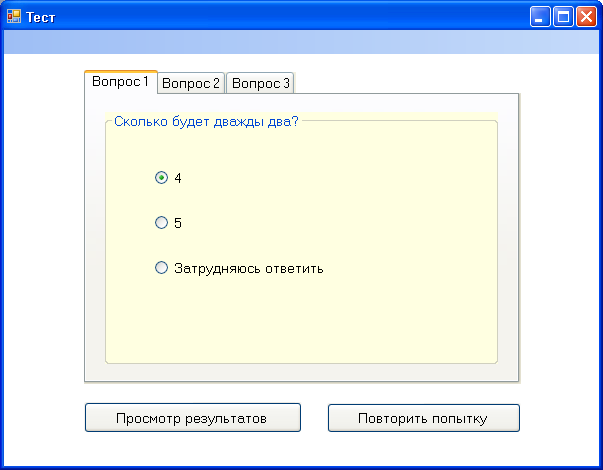 Тест
Вопрос 1 Вопрос 2 Вопрос 3
Сколько будет дважды два?
4
5
Затрудняюсь ответить
Просмотр результатов Повторить попытку